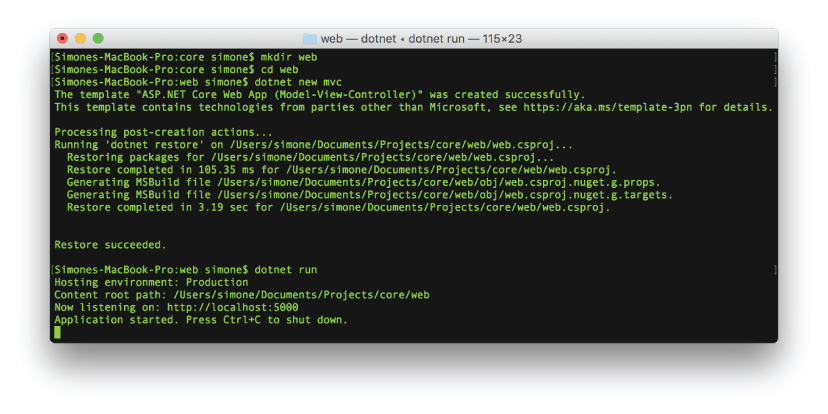 web — dotnet ◂ dotnet run — 115×23
[Simones-MacBook-Pro:core simone$ mkdir web ]
[Simones-MacBook-Pro:core simone$ cd web ]
[Simones-MacBook-Pro:web simone$ dotnet new mvc ]
The template "ASP.NET Core Web App (Model-View-Controller)" was created successfully.
This template contains technologies from parties other than Microsoft, see https://aka.ms/template-3pn for details.
Processing post-creation actions...
Running 'dotnet restore' on /Users/simone/Documents/Projects/core/web/web.csproj...
Restoring packages for /Users/simone/Documents/Projects/core/web/web.csproj...
Restore completed in 105.35 ms for /Users/simone/Documents/Projects/core/web/web.csproj.
Generating MSBuild file /Users/simone/Documents/Projects/core/web/obj/web.csproj.nuget.g.props.
Generating MSBuild file /Users/simone/Documents/Projects/core/web/obj/web.csproj.nuget.g.targets.
Restore completed in 3.19 sec for /Users/simone/Documents/Projects/core/web/web.csproj.
Restore succeeded.
[Simones-MacBook-Pro:web simone$ dotnet run ]
Hosting environment: Production
Content root path: /Users/simone/Documents/Projects/core/web
Now listening on: http://localhost:5000
Application started. Press Ctrl+C to shut down.